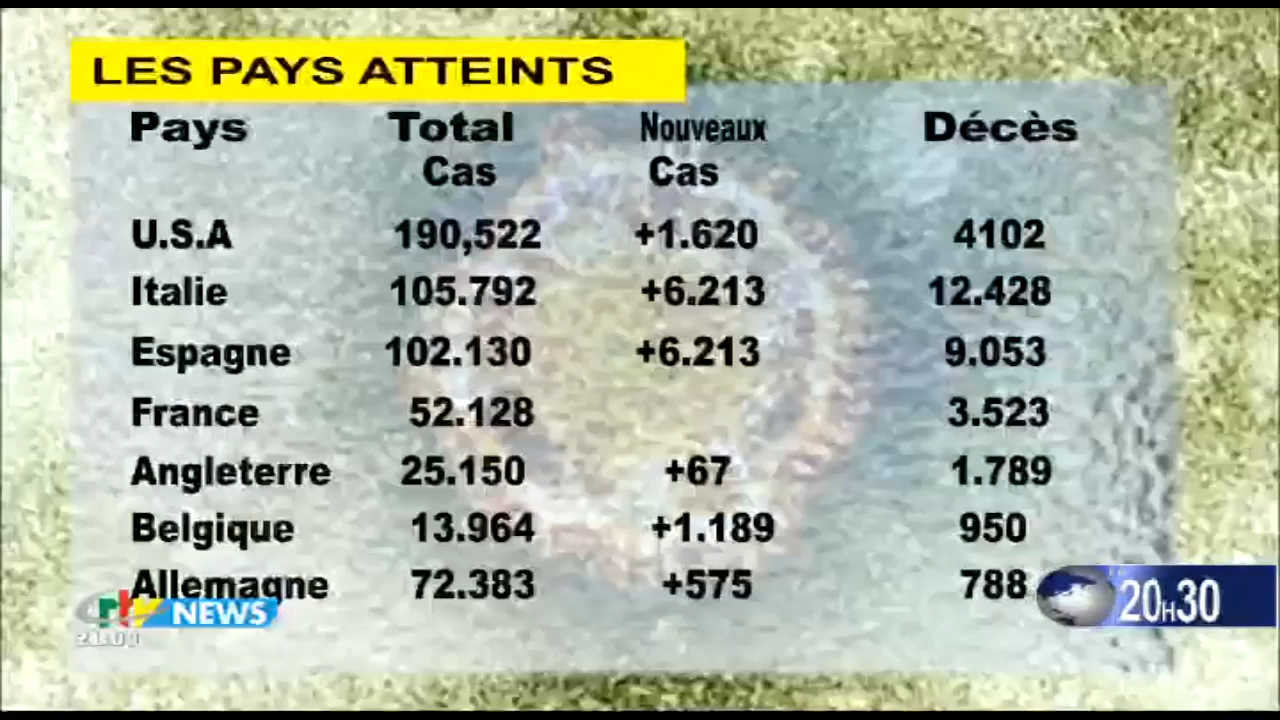 LES PAYS ATTEINTS
Pays Total Cas Nouveaux Cas Décès
U.S.A 190,522 +1.620 4102
Italie 105.792 +6.213 12.428
Espagne 102.130 +6.213 9.053
France 52.128 3.523
Angleterre 25.150 +67 1.789
Belgique 13.964 +1.189 950
Allemagne 72.383 +575 788
crtv NEWS
20H30